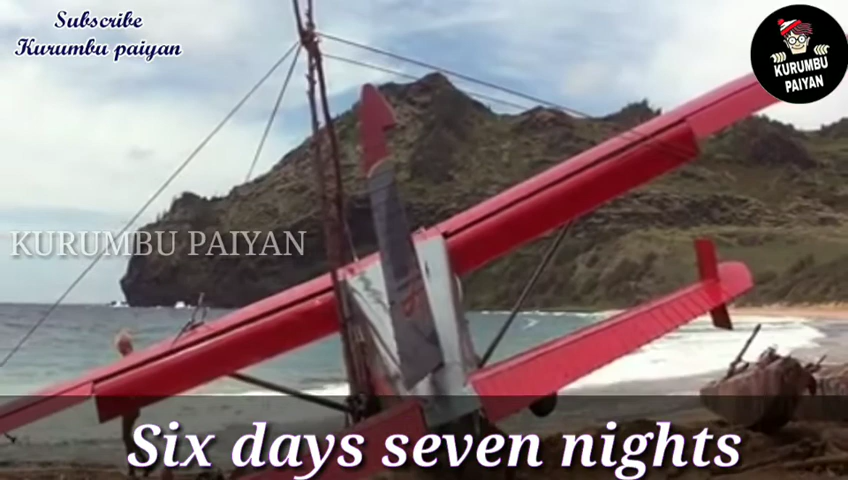 Subscribe
Kurumbu paiyan
KURUMBU
PAIYAN
KURUMBU PAIYAN
Six days seven nights